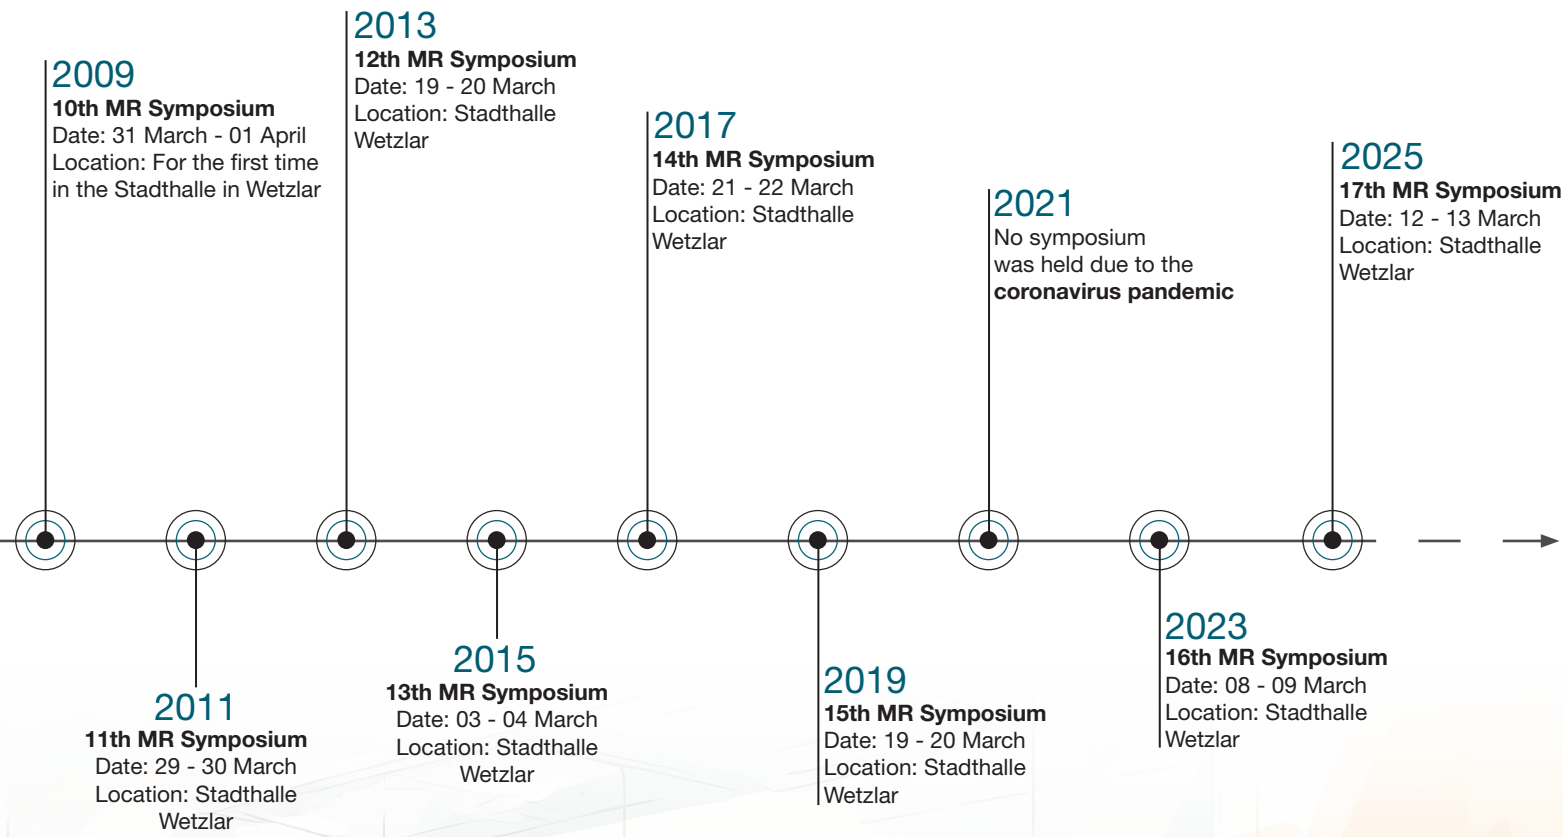 2009
10th MR Symposium
Date: 31 March - 01 April
Location: For the first time
in the Stadthalle in Wetzlar
2011
11th MR Symposium
Date: 29 - 30 March
Location: Stadthalle
Wetzlar
2013
12th MR Symposium
Date: 19 - 20 March
Location: Stadthalle
Wetzlar
2015
13th MR Symposium
Date: 03 - 04 March
Location: Stadthalle
Wetzlar
2017
14th MR Symposium
Date: 21 - 22 March
Location: Stadthalle
Wetzlar
2019
15th MR Symposium
Date: 19 - 20 March
Location: Stadthalle
Wetzlar
2021
No symposium
was held due to the
coronavirus pandemic
2023
16th MR Symposium
Date: 08 - 09 March
Location: Stadthalle
Wetzlar
2025
17th MR Symposium
Date: 12 - 13 March
Location: Stadthalle
Wetzlar